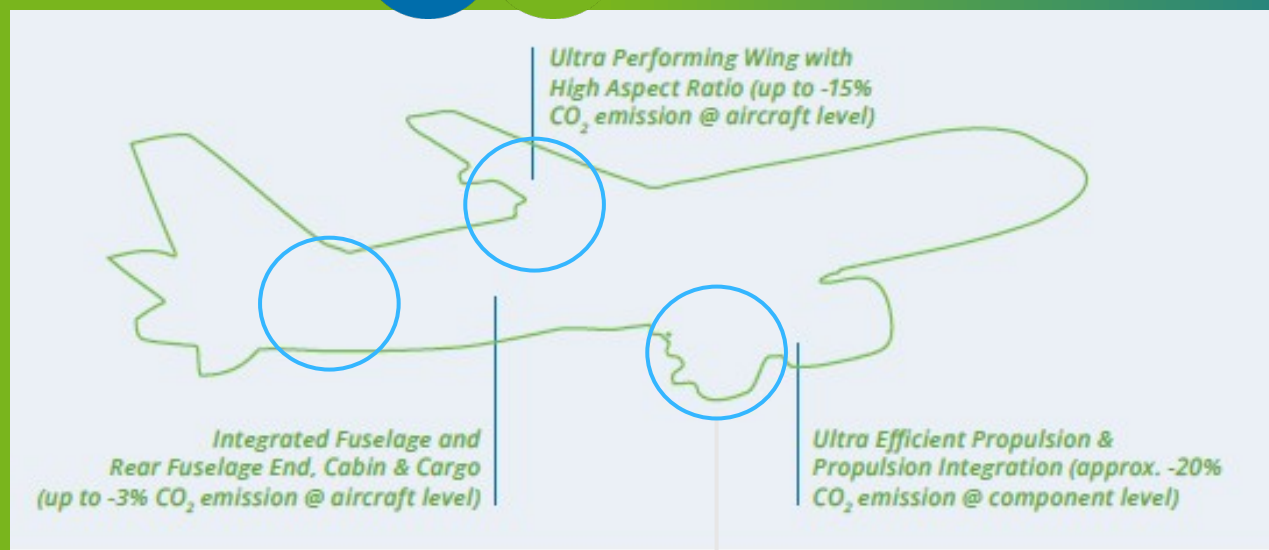 Ultra Performing Wing with
High Aspect Ratio (up to -15%
CO₂ emission @ aircraft level)
Integrated Fuselage and
Rear Fuselage End, Cabin & Cargo
(up to -3% CO₂ emission @ aircraft level)
Ultra Efficient Propulsion &
Propulsion Integration (approx. -20%
CO₂ emission @ component level)